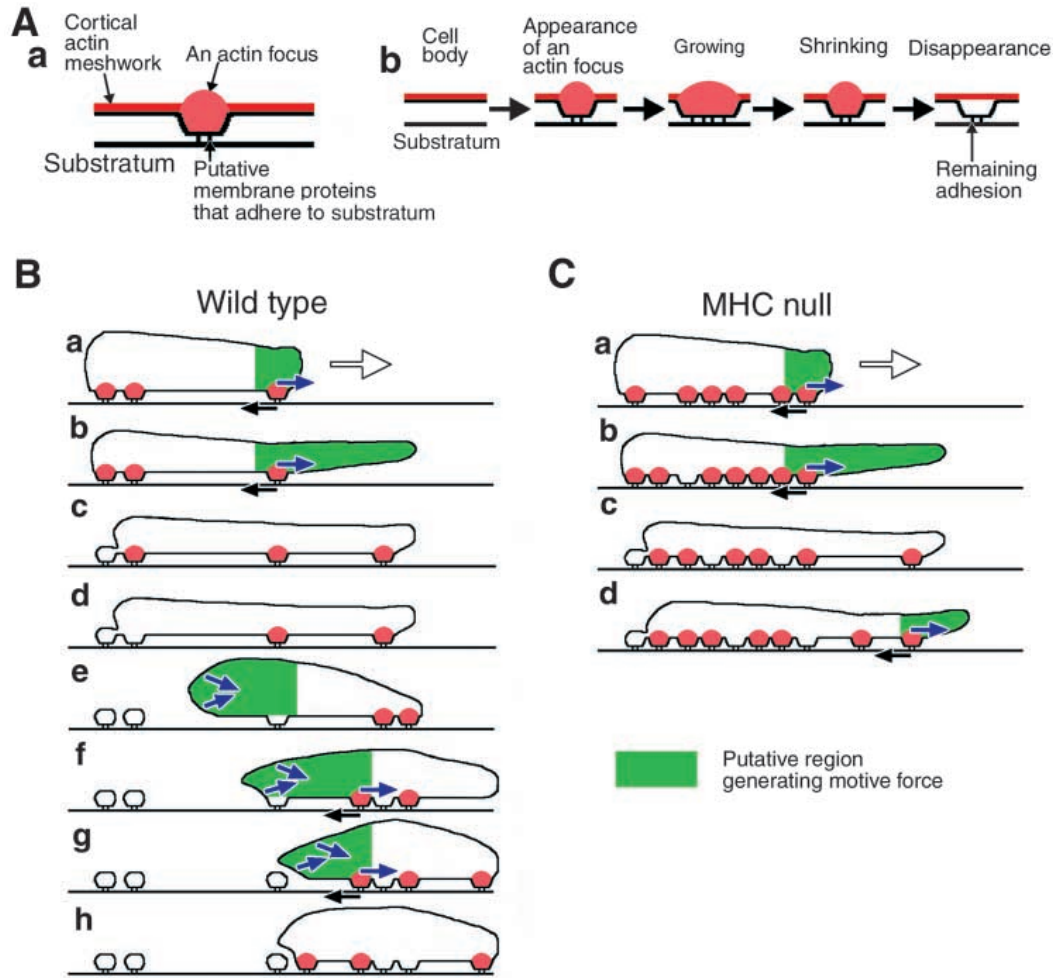 A
a
Cortical
actin
meshwork
An actin focus
Substratum
Putative
membrane proteins
that adhere to substratum
b
Cell
body
Substratum
Appearance
of an
actin focus
Growing
Shrinking
Disappearance
Remaining
adhesion
B
Wild type
a
b
c
d
e
f
g
h
C
MHC null
a
b
c
d
Putative region
generating motive force